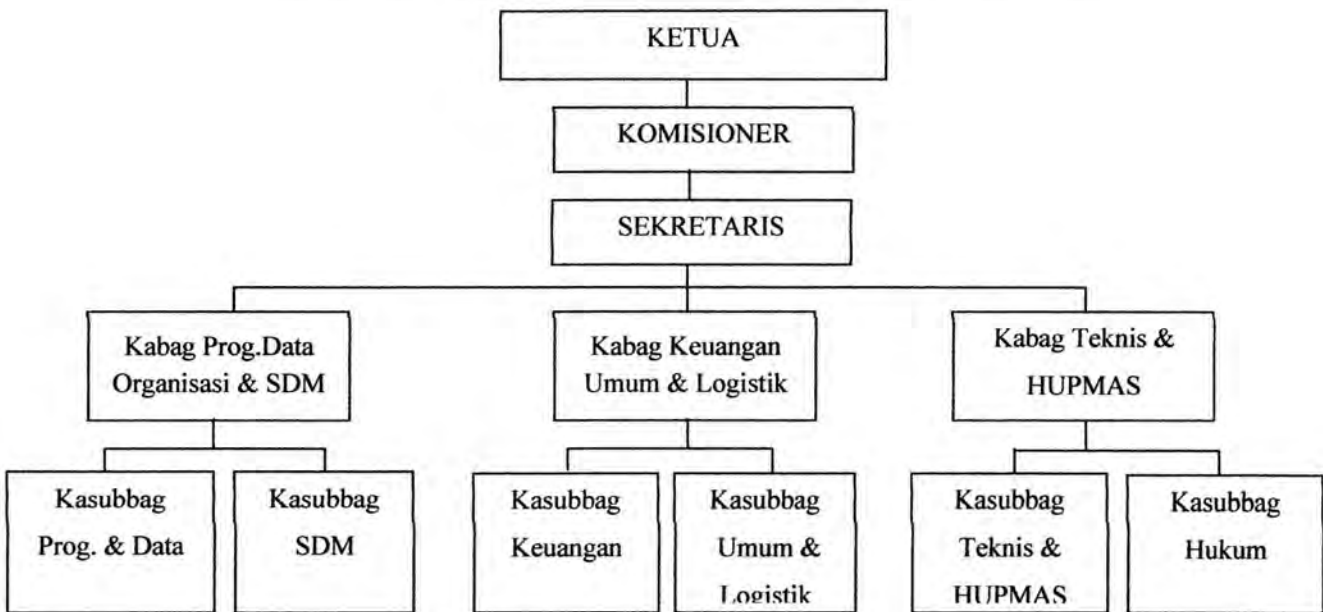 KETUA
KOMISIONER
SEKRETARIS
Kabag Prog.Data
Organisasi & SDM
Kabag Keuangan
Umum & Logistik
Kabag Teknis &
HUPMAS
Kasubbag
Prog. & Data
Kasubbag
SDM
Kasubbag
Keuangan
Kasubbag
Umum &
Logistik
Kasubbag
Teknis &
HUPMAS
Kasubbag
Hukum